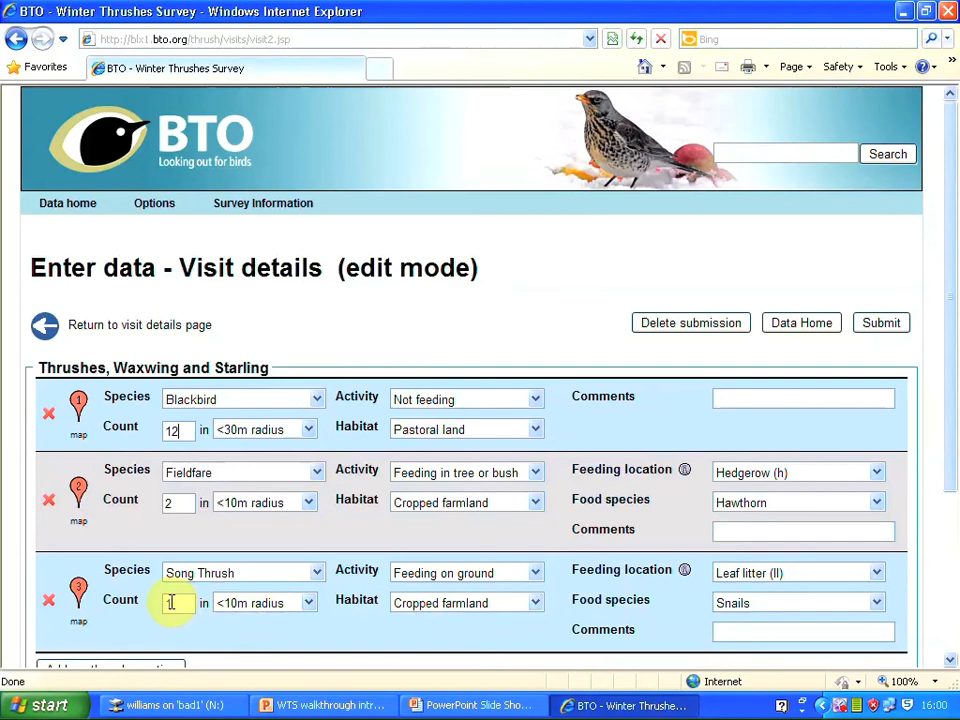 BTO - Winter Thrushes Survey - Windows Internet Explorer
http://blx1.bto.org/thrush/visits/visit2.jsp
Bing
Favorites
BTO - Winter Thrushes Survey
Page
Safety
Tools
BTO
Looking out for birds
Search
Data home
Options
Survey Information
Enter data - Visit details (edit mode)
Return to visit details page
Delete submission
Data Home
Submit
Thrushes, Waxwing and Starling
1
map
Species Blackbird Activity Not feeding Comments
Count 12 in <30m radius Habitat Pastoral land
2
map
Species Fieldfare Activity Feeding in tree or bush Feeding location Hedgerow (h)
Count 2 in <10m radius Habitat Cropped farmland Food species Hawthorn
Comments
3
map
Species Song Thrush Activity Feeding on ground Feeding location Leaf litter (ll)
Count 1 in <10m radius Habitat Cropped farmland Food species Snails
Comments
Done
Internet
100%
start
williams on 'bad1' (N:)
WTS walkthrough intr...
PowerPoint Slide Sho...
BTO - Winter Thrushe...
16:00